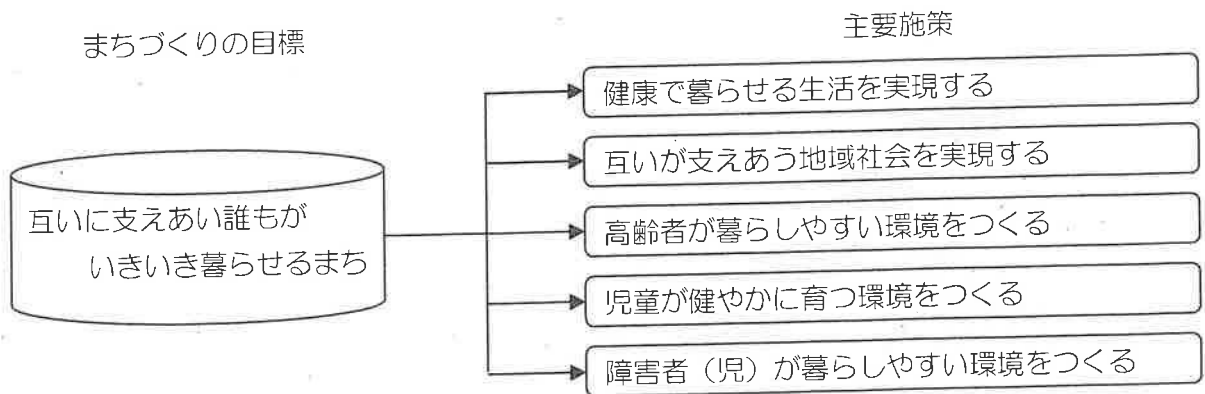 まちづくりの目標
主要施策
互いに支えあい誰もが
いきいき暮らせるまち
健康で暮らせる生活を実現する
互いが支えあう地域社会を実現する
高齢者が暮らしやすい環境をつくる
児童が健やかに育つ環境をつくる
障害者（児）が暮らしやすい環境をつくる